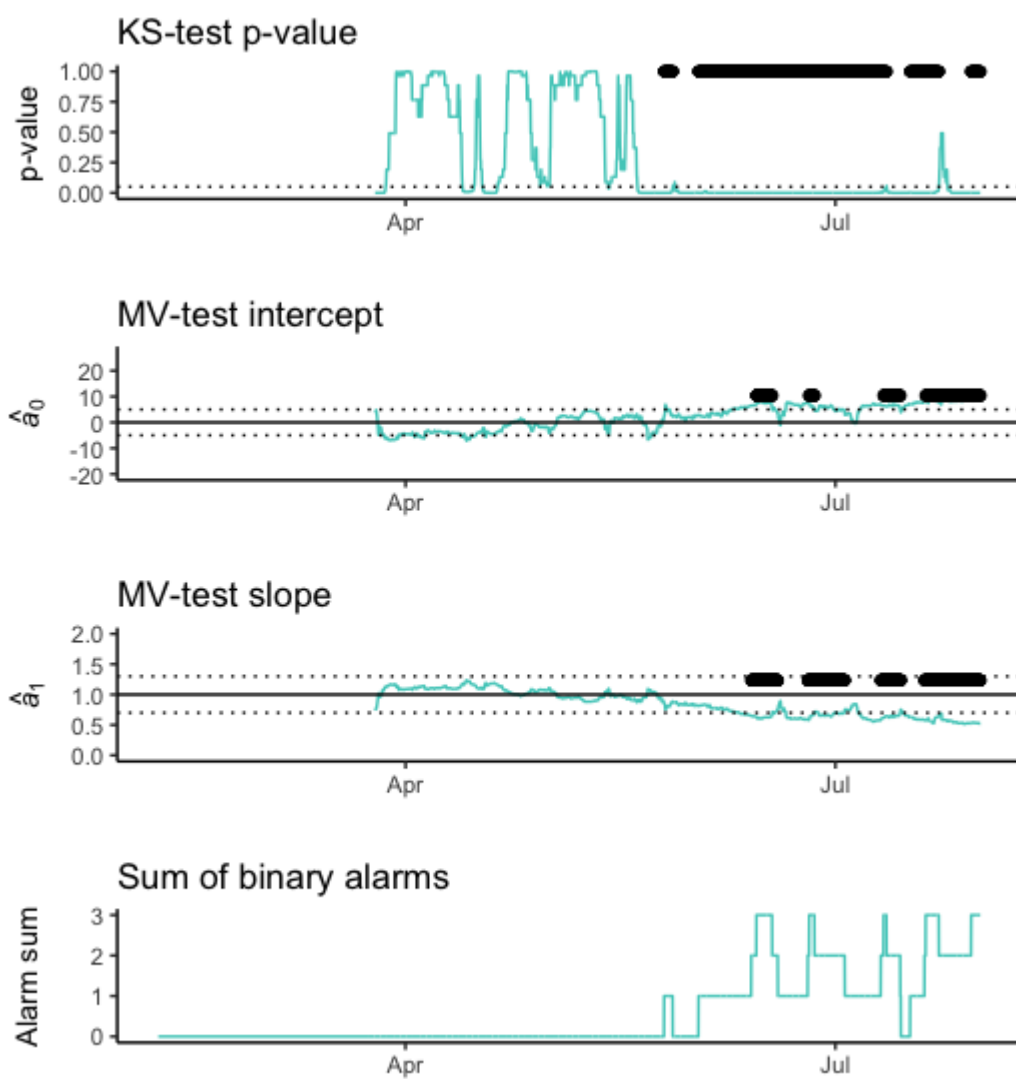 KS-test p-value
p-value
1.00
0.75
0.50
0.25
0.00
Apr Jul
MV-test intercept
â0
20
10
0
-10
-20
Apr Jul
MV-test slope
â1
2.0
1.5
1.0
0.5
0.0
Apr Jul
Sum of binary alarms
Alarm sum
3
2
1
0
Apr Jul